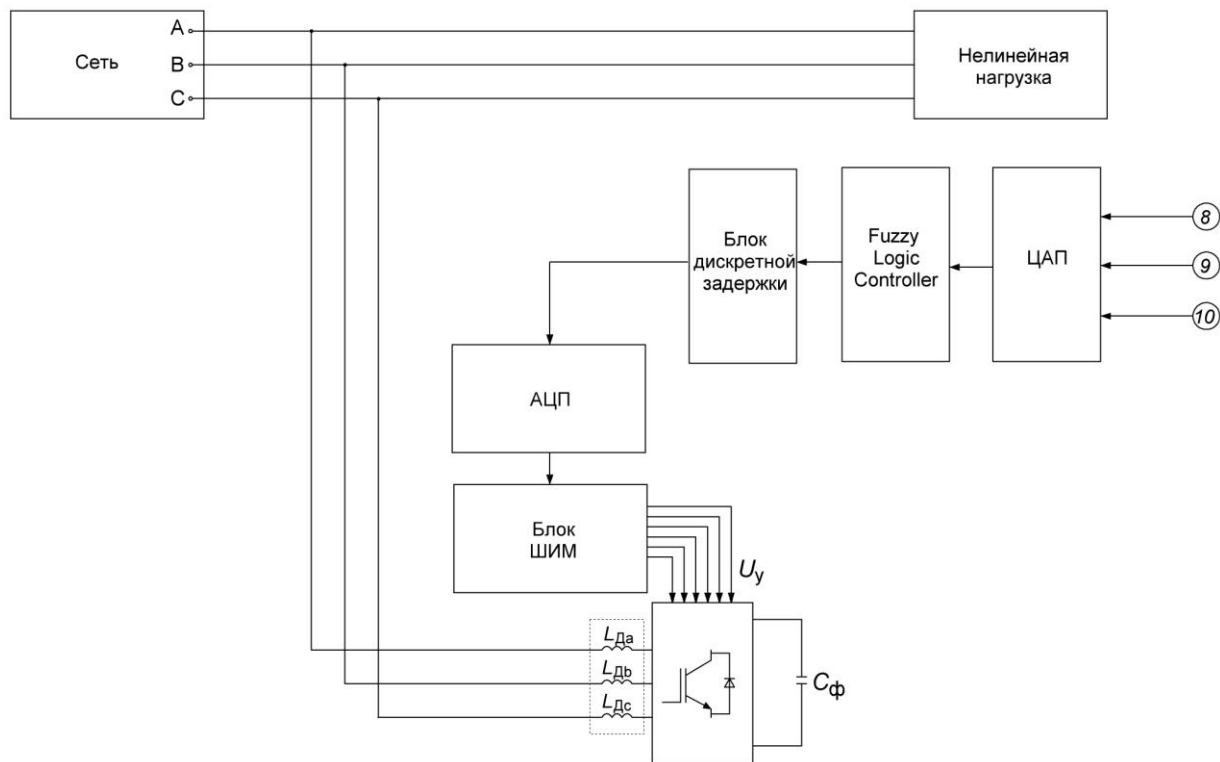 Сеть
A
B
C
Нелинейная
нагрузка
Блок
дискретной
задержки
Fuzzy
Logic
Controller
ЦАП
8
9
10
АЦП
Блок
ШИМ
Uу
LДа
LДb
LДс
Cф